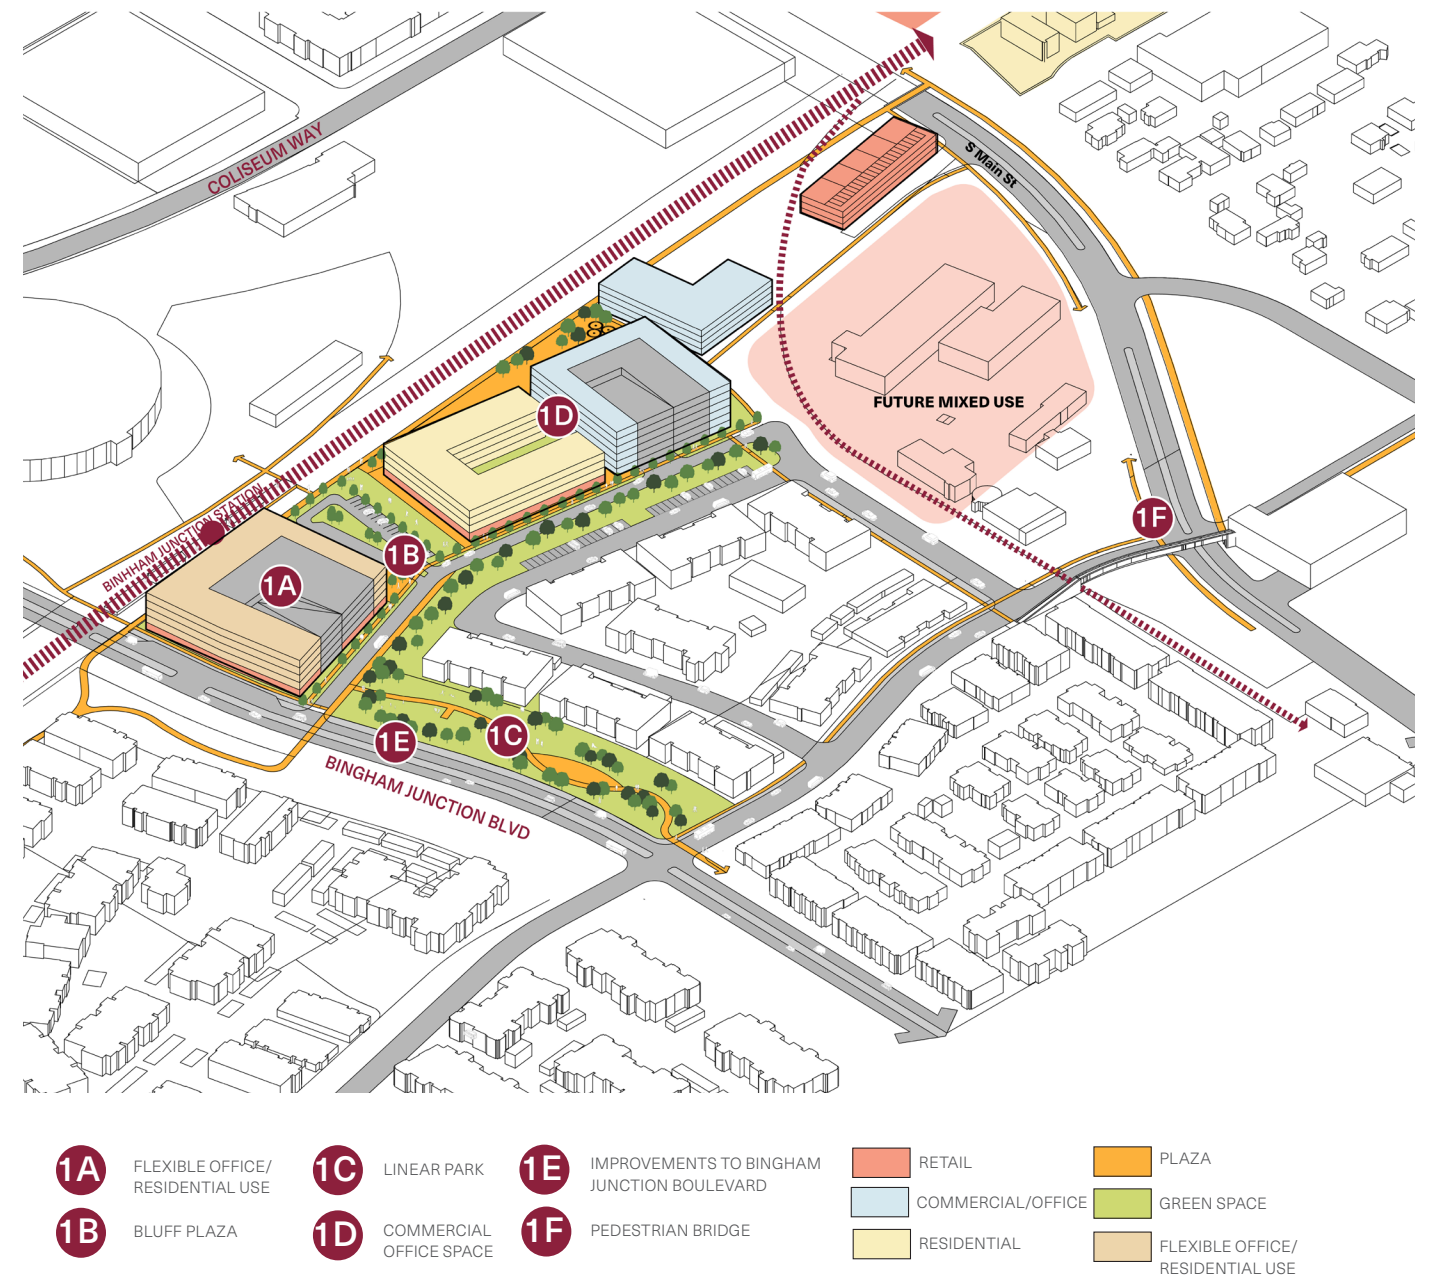 COLISEUM WAY
S Main St
FUTURE MIXED USE
1D
1F
BINHHAM JUNCTION STATION
1B
1A
1C
1E
BINGHAM JUNCTION BLVD
1A
FLEXIBLE OFFICE/
RESIDENTIAL USE
1B
BLUFF PLAZA
1C
LINEAR PARK
1D
COMMERCIAL
OFFICE SPACE
1E
IMPROVEMENTS TO BINGHAM
JUNCTION BOULEVARD
1F
PEDESTRIAN BRIDGE
RETAIL
COMMERCIAL/OFFICE
RESIDENTIAL
PLAZA
GREEN SPACE
FLEXIBLE OFFICE/
RESIDENTIAL USE